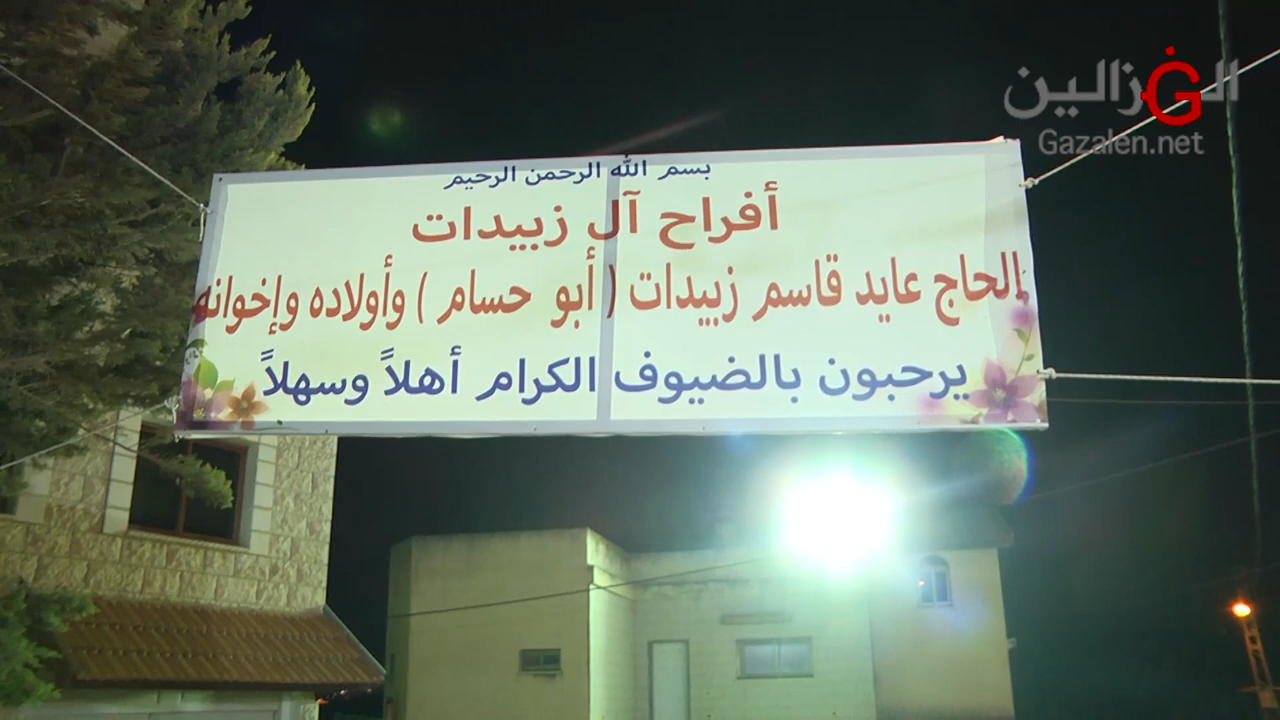 الغزالين
Gazalen.net
بسم الله الرحمن الرحيم
أفراح آل زبيدات
الحاج عايد قاسم زبيدات ( أبو حسام ) وأولاده وإخوانه
يرحبون بالضيوف الكرام أهلاً وسهلاً